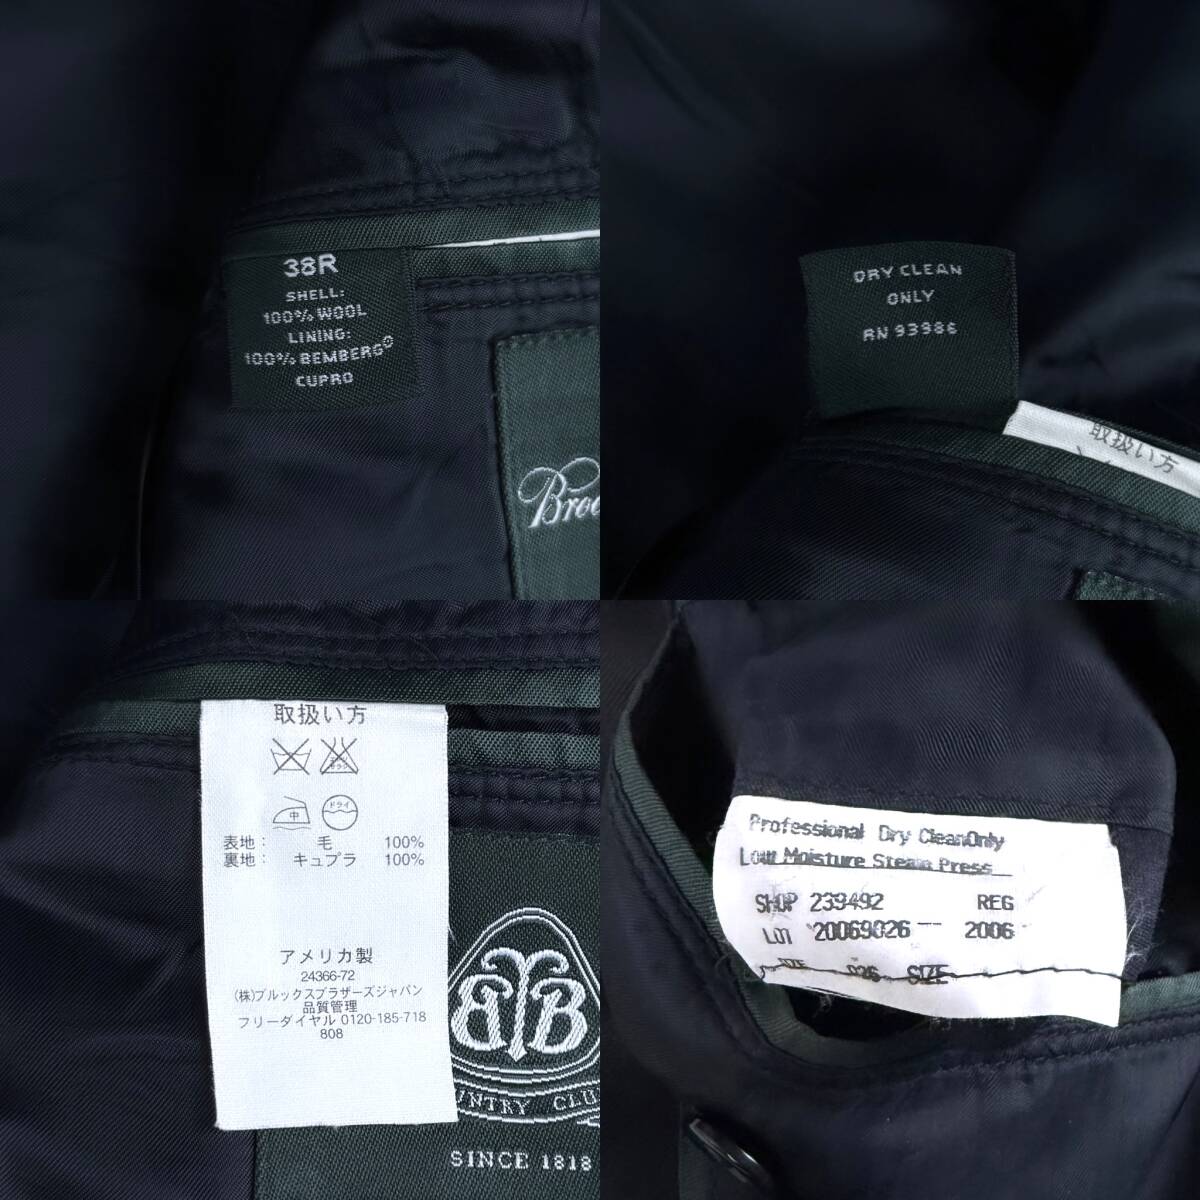 38R
SHELL:
100% WOOL
LINING:
100% BEMBERG®
CUPRO
DRY CLEAN
ONLY
RN 93986
取扱い方
取扱い方
中
ドライ
表地: 毛 100%
裏地: キュプラ 100%
アメリカ製
24366-72
(株)ブルックスブラザーズジャパン
品質管理
フリーダイヤル 0120-185-718
808
BB
CLU
SINCE 1818
Professional Dry CleanOnly
Low Moisture Steam Press
SHOP 239492 REG
LOT 20069026 2006
026 SIZE